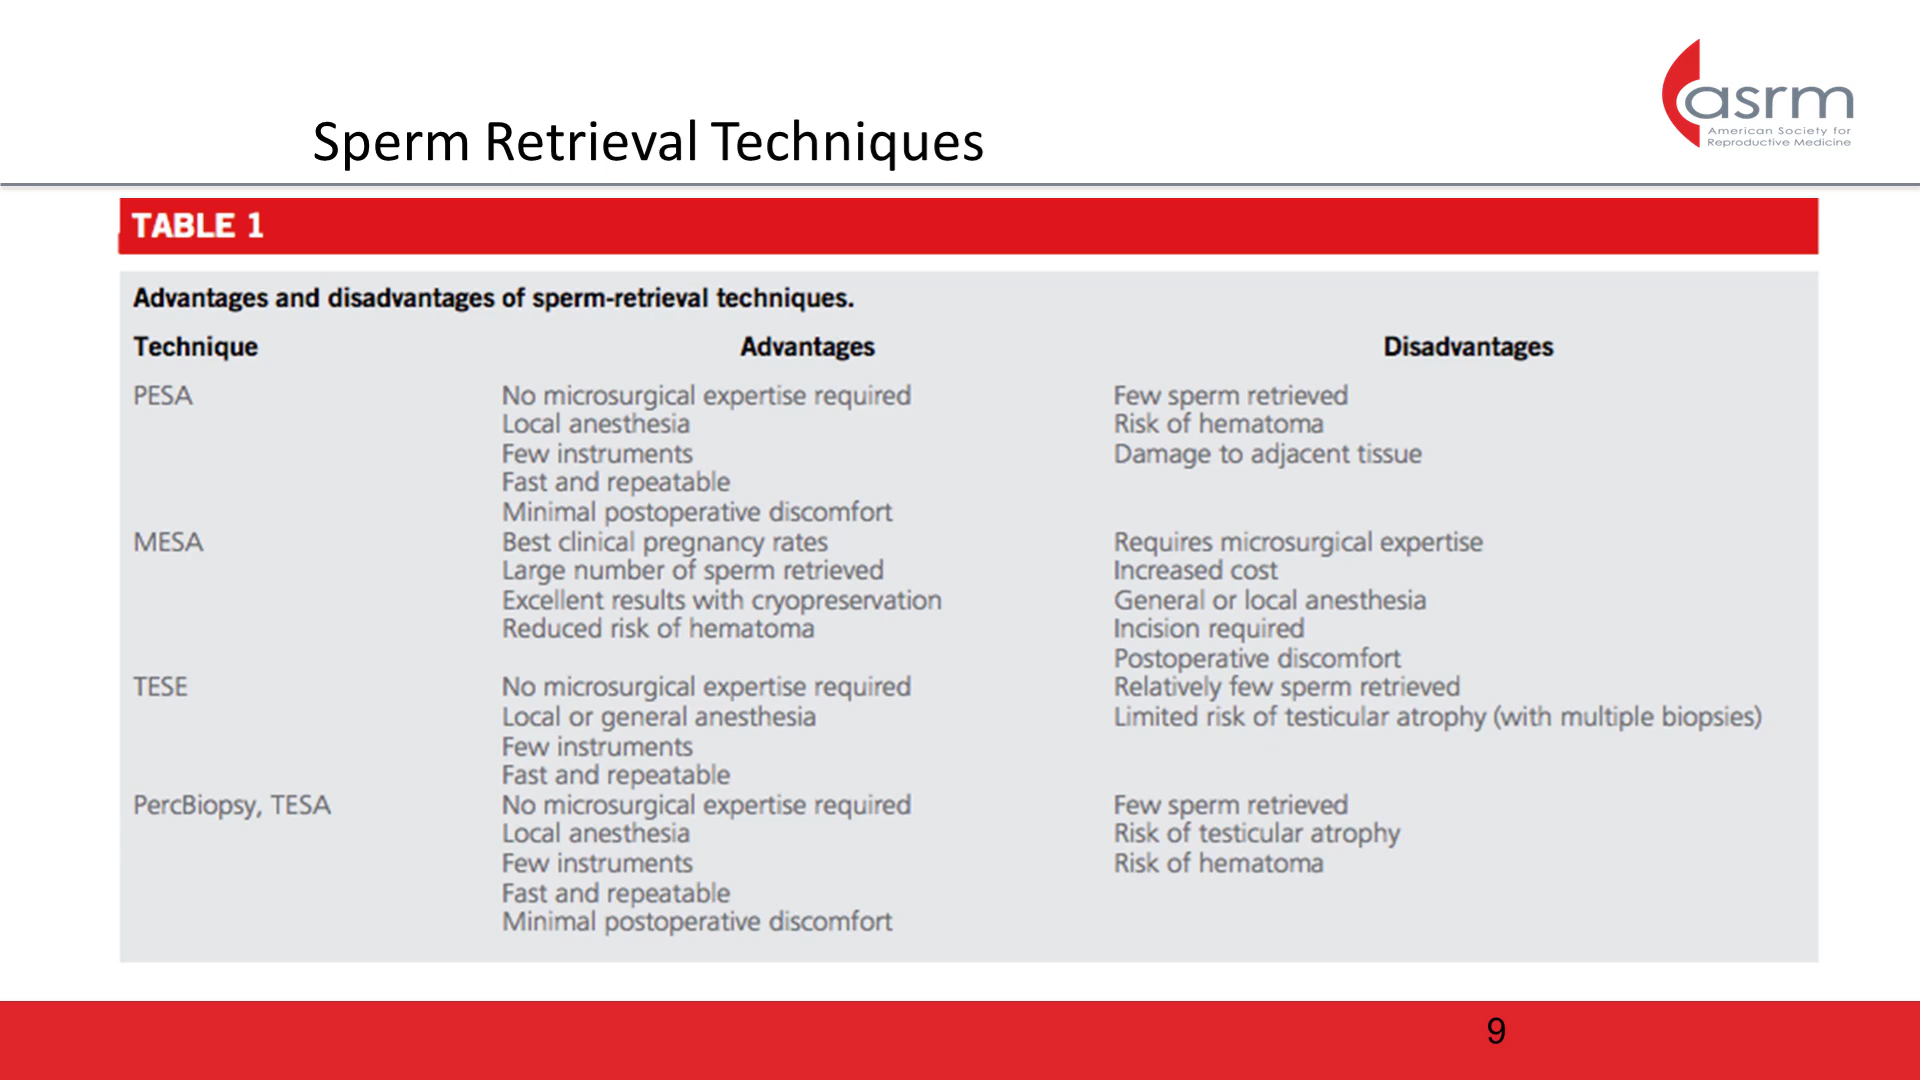 asrm
American Society for
Reproductive Medicine
Sperm Retrieval Techniques
TABLE 1
Advantages and disadvantages of sperm-retrieval techniques.
Technique Advantages Disadvantages
PESA No microsurgical expertise required Few sperm retrieved
Local anesthesia Risk of hematoma
Few instruments Damage to adjacent tissue
Fast and repeatable
Minimal postoperative discomfort
MESA Best clinical pregnancy rates Requires microsurgical expertise
Large number of sperm retrieved Increased cost
Excellent results with cryopreservation General or local anesthesia
Reduced risk of hematoma Incision required
Postoperative discomfort
TESE No microsurgical expertise required Relatively few sperm retrieved
Local or general anesthesia Limited risk of testicular atrophy (with multiple biopsies)
Few instruments
Fast and repeatable
PercBiopsy, TESA No microsurgical expertise required Few sperm retrieved
Local anesthesia Risk of testicular atrophy
Few instruments Risk of hematoma
Fast and repeatable
Minimal postoperative discomfort
9